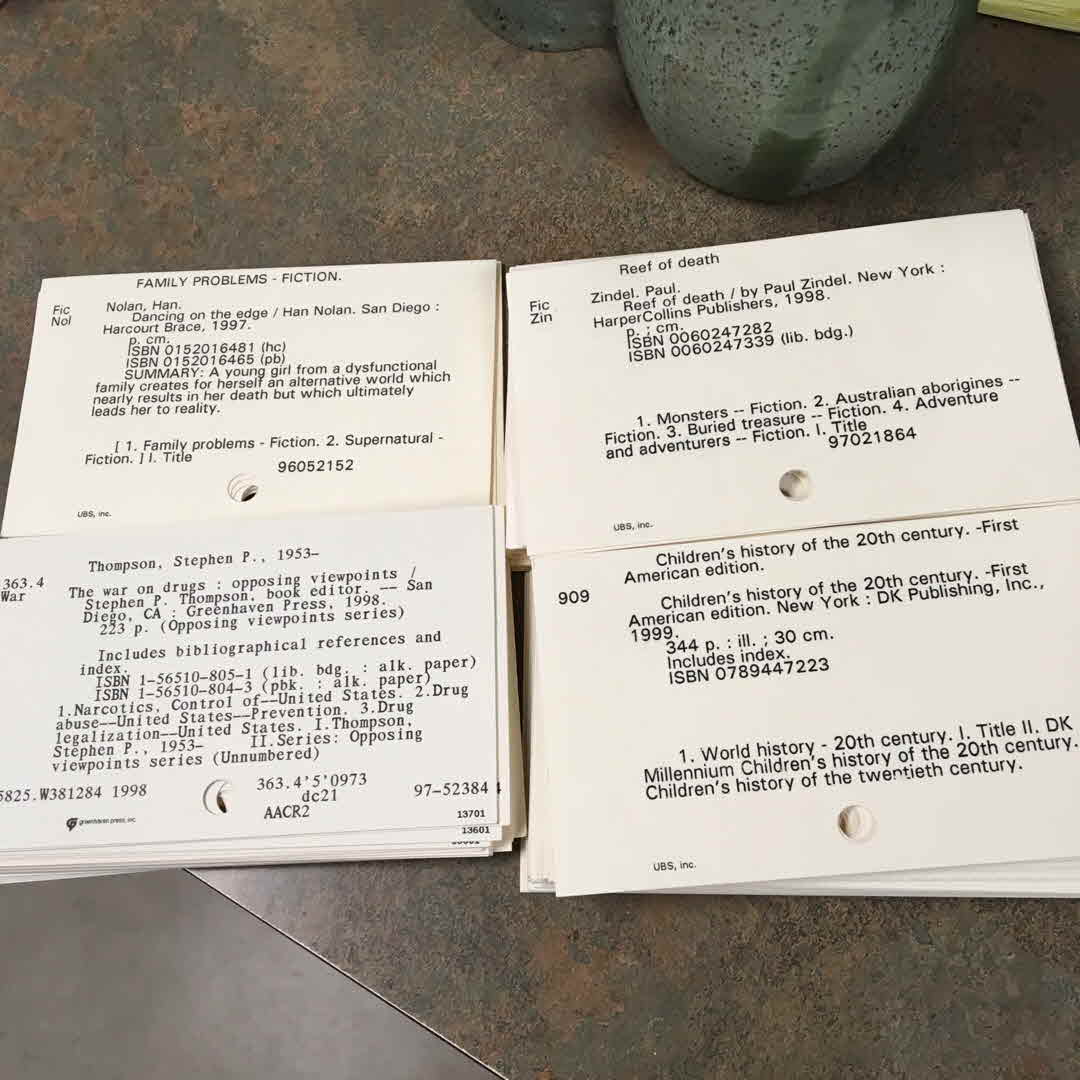 FAMILY PROBLEMS - FICTION.
Fic
Nol
Nolan, Han.
Dancing on the edge / Han Nolan. San Diego :
Harcourt Brace, 1997.
p. cm.
ISBN 0152016481 (hc)
ISBN 0152016465 (pb)
SUMMARY: A young girl from a dysfunctional
family creates for herself an alternative world which
nearly results in her death but which ultimately
leads her to reality.
[ 1. Family problems - Fiction. 2. Supernatural -
Fiction. ] I. Title
96052152
UBS, inc.
Reef of death
Fic
Zin
Zindel. Paul.
Reef of death / by Paul Zindel. New York :
HarperCollins Publishers, 1998.
p. ; cm.
ISBN 0060247282
ISBN 0060247339 (lib. bdg.)
1. Monsters -- Fiction. 2. Australian aborigines --
Fiction. 3. Buried treasure -- Fiction. 4. Adventure
and adventurers -- Fiction. I. Title
97021864
UBS, inc.
Thompson, Stephen P., 1953-
363.4
War
The war on drugs : opposing viewpoints /
Stephen P. Thompson, book editor. -- San
Diego, CA : Greenhaven Press, 1998.
223 p. (Opposing viewpoints series)
Includes bibliographical references and
index.
ISBN 1-56510-805-1 (lib. bdg. : alk. paper)
ISBN 1-56510-804-3 (pbk. : alk. paper)
1.Narcotics, Control of--United States. 2.Drug
abuse--United States--Prevention. 3.Drug
legalization--United States. I.Thompson,
Stephen P., 1953- II.Series: Opposing
viewpoints series (Unnumbered)
5825.W381284 1998
363.4'5'0973
97-52384
dc21
AACR2
greenhaven press, inc.
13701
13601
Children's history of the 20th century. -First
American edition.
909
Children's history of the 20th century. -First
American edition. New York : DK Publishing, Inc.,
1999.
344 p. : ill. ; 30 cm.
Includes index.
ISBN 0789447223
1. World history - 20th century. I. Title II. DK
Millennium Children's history of the 20th century.
Children's history of the twentieth century.
UBS, inc.